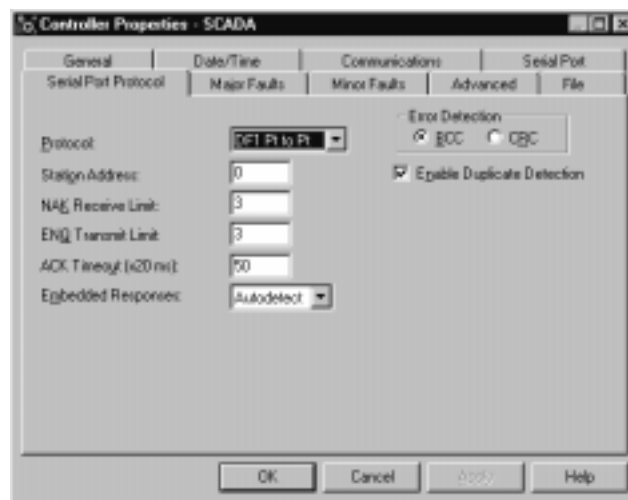 Controller Properties - SCADA
General Date/Time Communications Serial Port
Serial Port Protocol Major Faults Minor Faults Advanced File
Error Detection
Protocol: DF1 Pt to Pt BCC CRC
Station Address: 0 Enable Duplicate Detection
NAK Receive Limit: 3
ENQ Transmit Limit: 3
ACK Timeout (x20 ms): 50
Embedded Responses: Autodetect
OK Cancel Apply Help